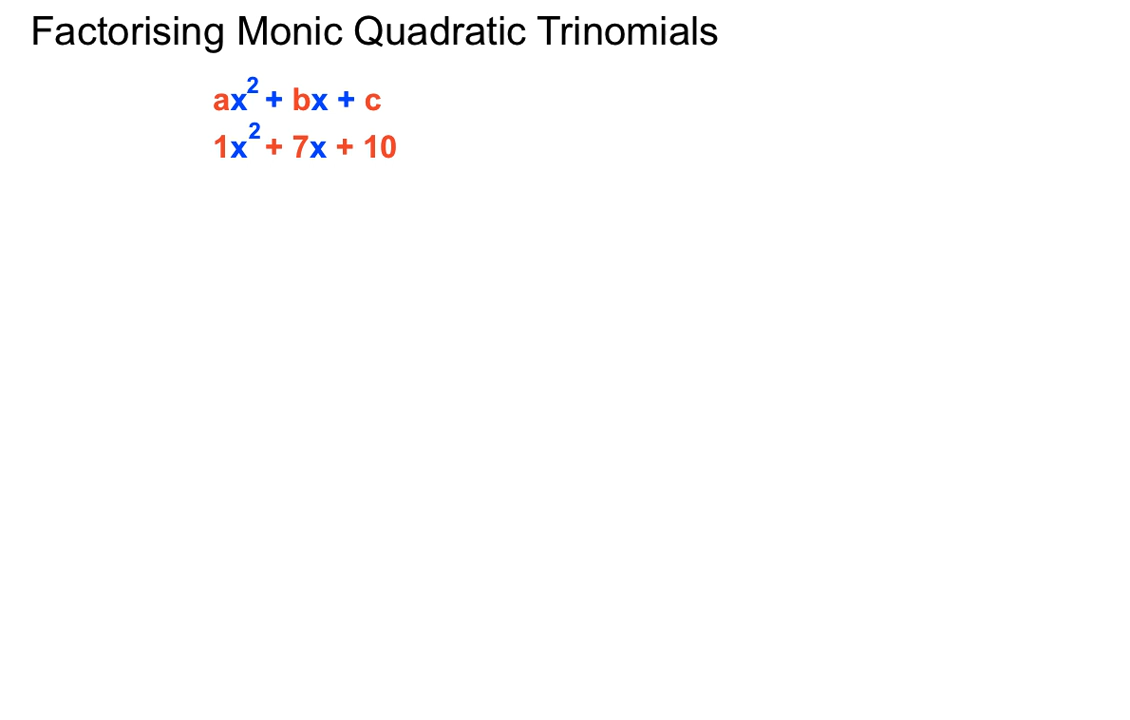 Factorising Monic Quadratic Trinomials
ax² + bx + c
1x² + 7x + 10